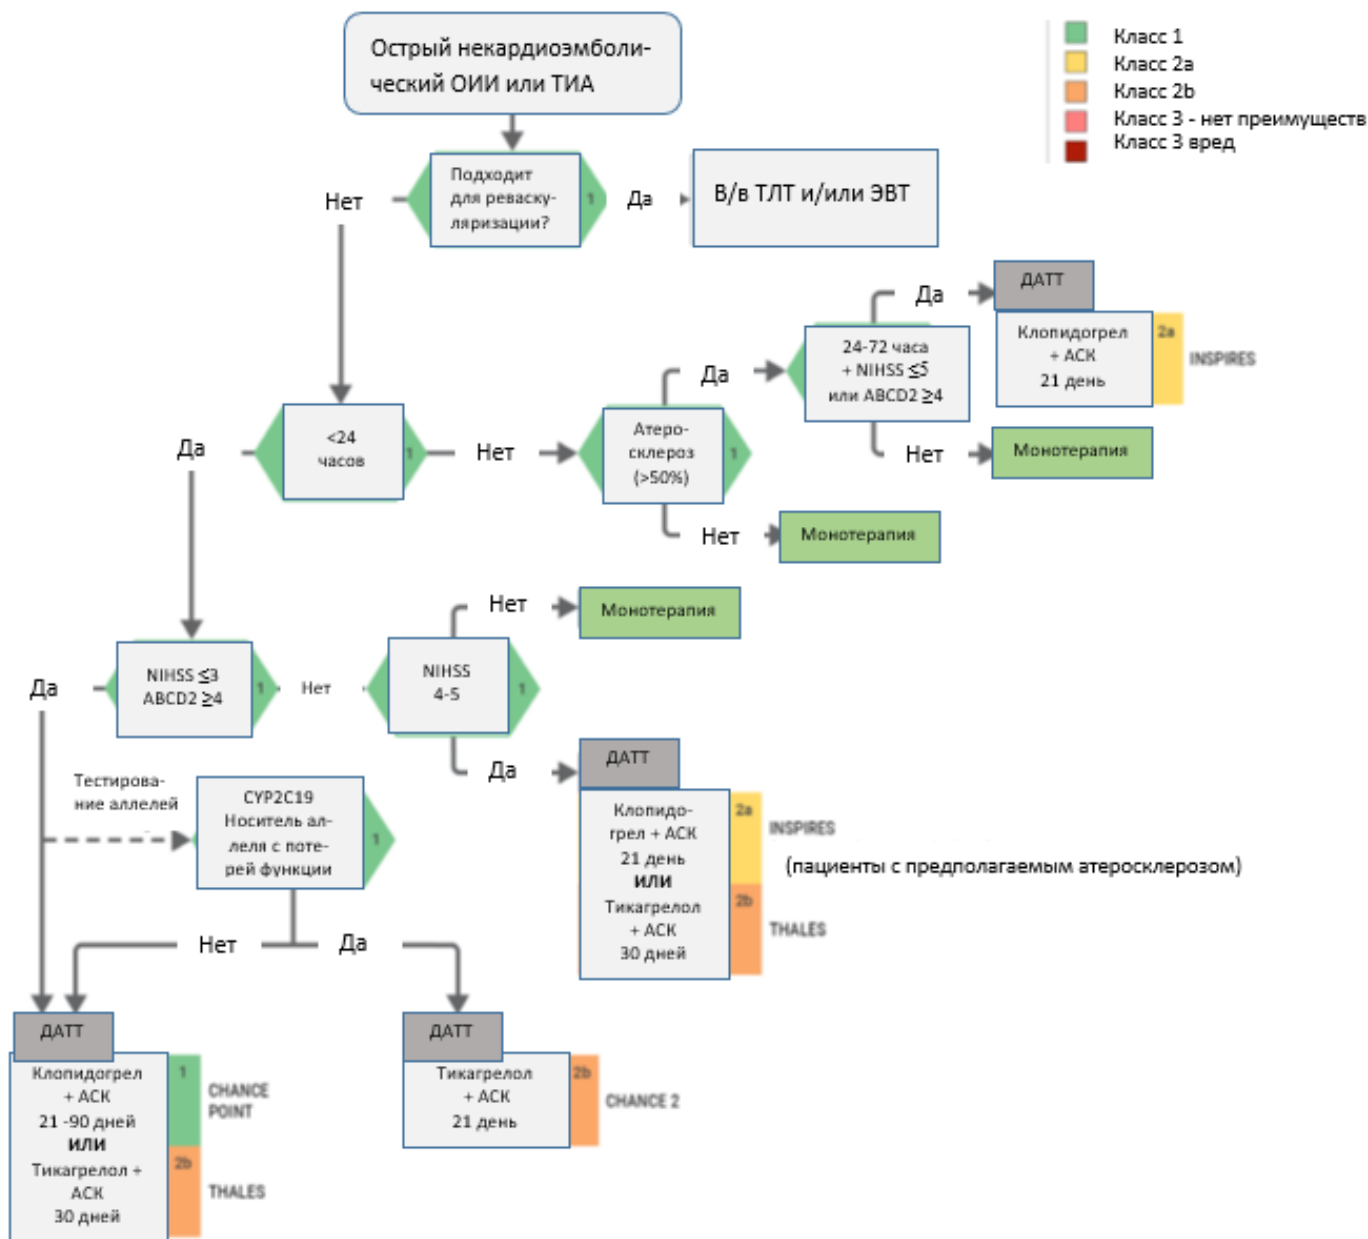 Острый некардиоэмболи-
ческий ОИИ или ТИА
Класс 1
Класс 2a
Класс 2b
Класс 3 - нет преимуществ
Класс 3 вред
Подходит
для реваску-
ляризации?
1
Нет
Да
В/в ТЛТ и/или ЭВТ
<24
часов
1
Да
Нет
Атеро-
склероз
(>50%)
1
Да
Нет
24-72 часа
+ NIHSS ≤5
или ABCD2 ≥4
Да
Нет
ДАТТ
Клопидогрел
+ АСК
21 день
2a
INSPIRES
Монотерапия
Монотерапия
NIHSS ≤3
ABCD2 ≥4
1
Да
Нет
NIHSS
4-5
1
Нет
Монотерапия
Да
ДАТТ
Клопидо-
грел + АСК
21 день
ИЛИ
Тикагрелол
+ АСК
30 дней
2a
INSPIRES
(пациенты с предполагаемым атеросклерозом)
2b
THALES
Тестирова-
ние аллелей
CYP2C19
Носитель ал-
леля с поте-
рей функции
1
Нет
Да
ДАТТ
Клопидогрел
+ АСК
21 -90 дней
ИЛИ
Тикагрелол +
АСК
30 дней
1
CHANCE
POINT
2b
THALES
ДАТТ
Тикагрелол
+ АСК
21 день
2b
CHANCE 2